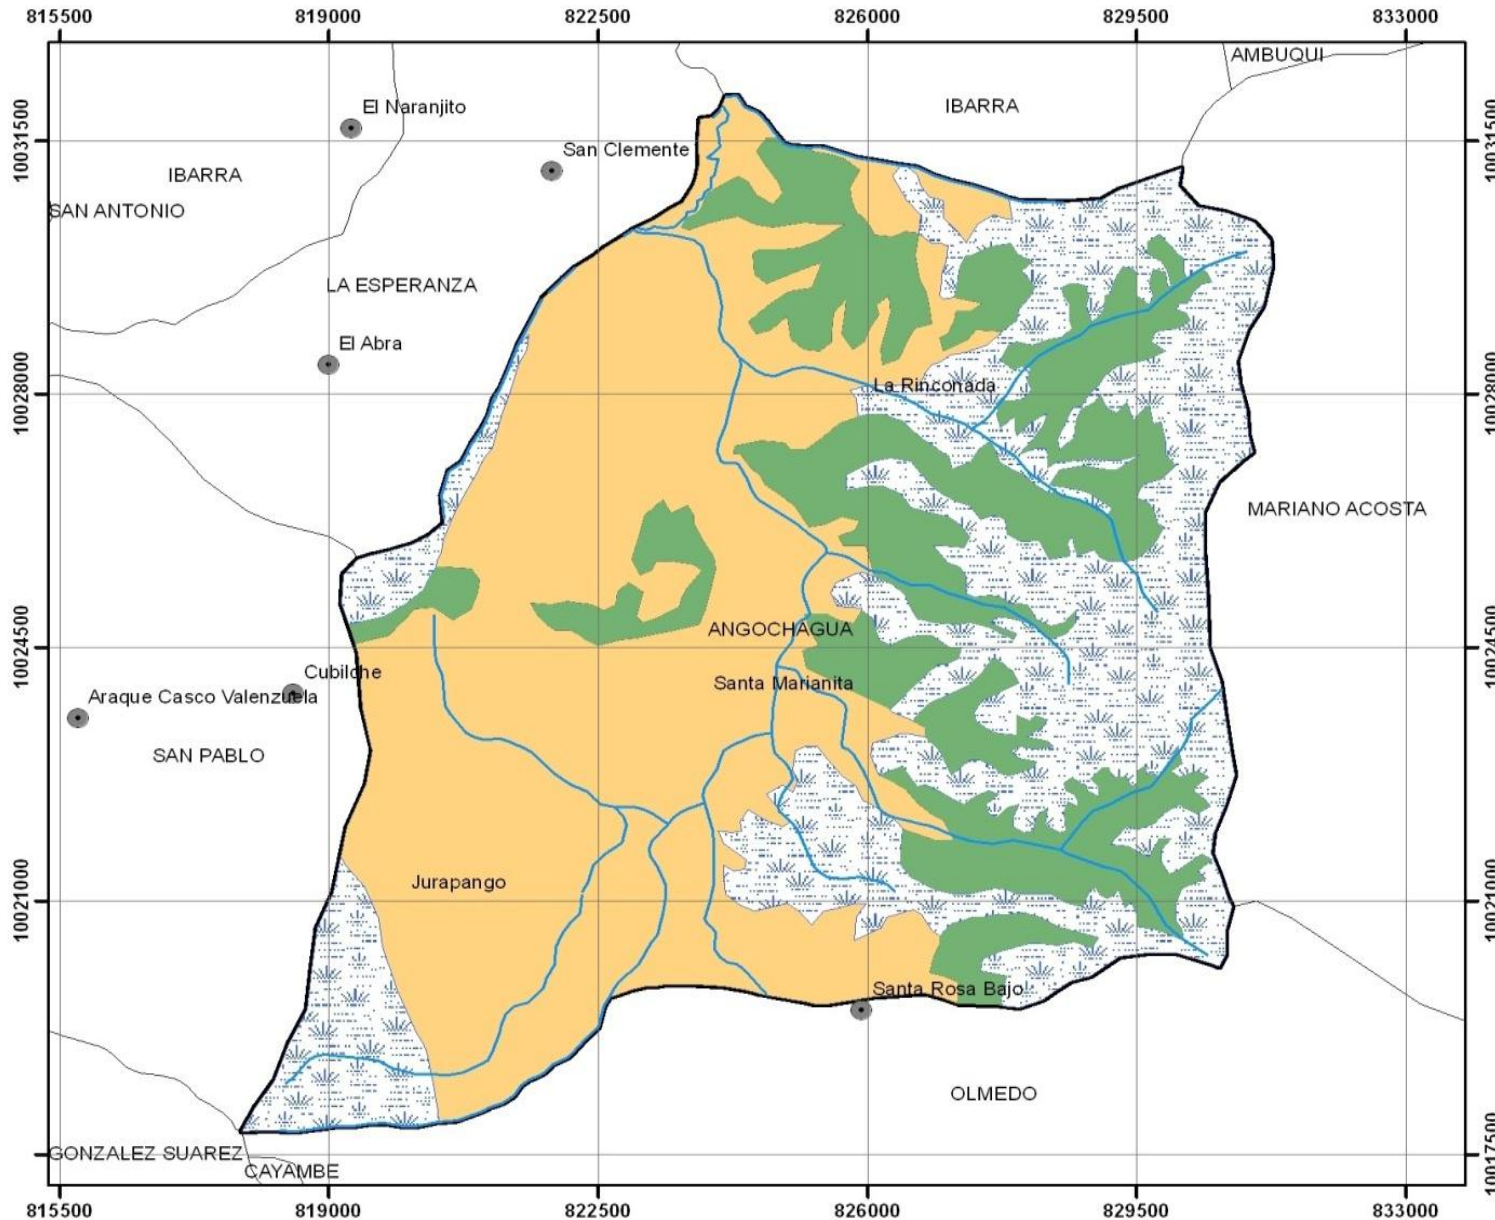 815500 819000 822500 826000 829500 833000
AMBUQUI
El Naranjito
IBARRA
10031500
10031500
San Clemente
IBARRA
SAN ANTONIO
LA ESPERANZA
El Abra
La Rinconada
10028000
10028000
MARIANO ACOSTA
ANGOCHAGUA
10024500
10024500
Cubilche
Santa Marianita
Araque Casco Valenzuela
SAN PABLO
Jurapango
10021000
10021000
Santa Rosa Bajo
OLMEDO
GONZALEZ SUAREZ
10017500
10017500
CAYAMBE
815500 819000 822500 826000 829500 833000